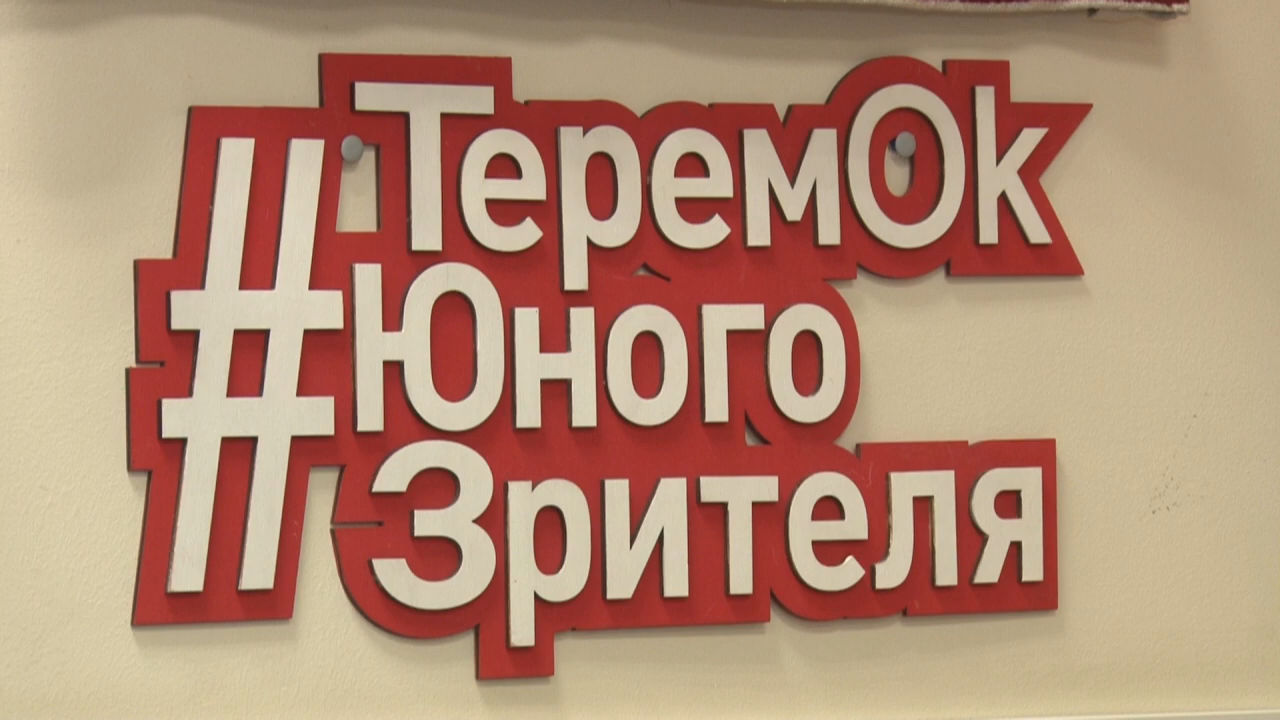 #ТеремОк
Юного
Зрителя